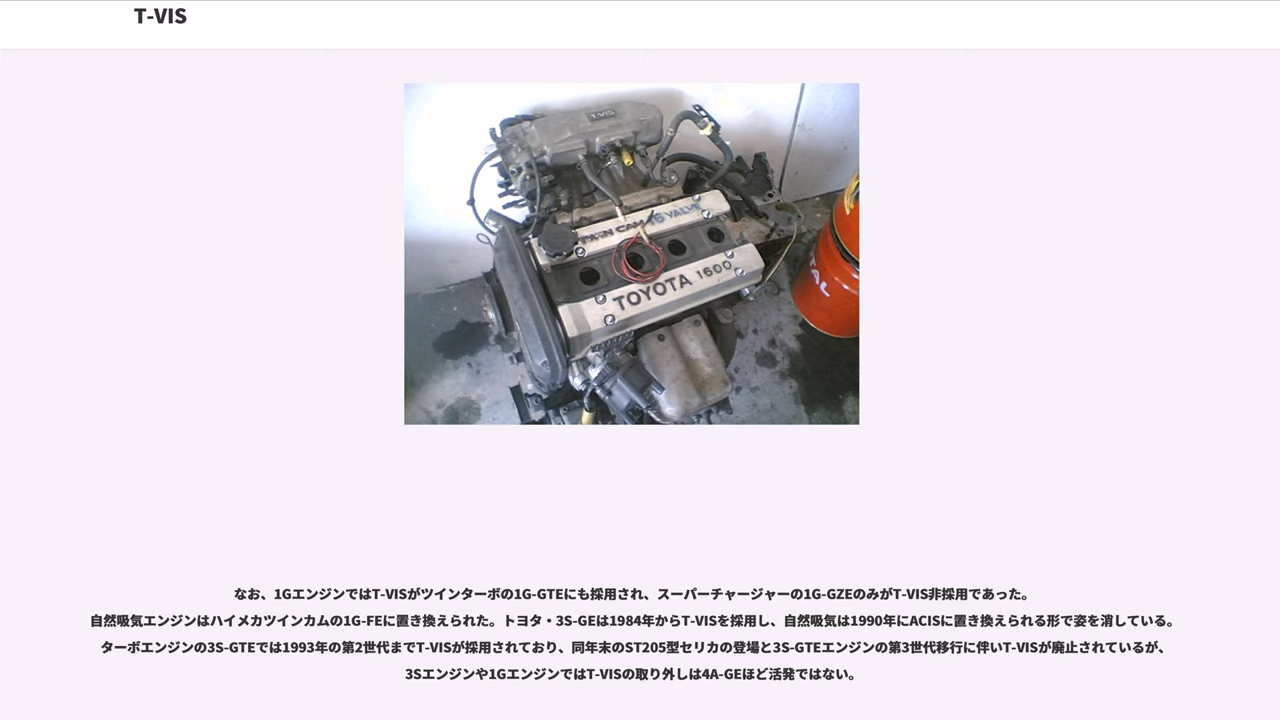 T-VIS
T-VIS
TWIN CAM 16 VALVE
TOYOTA 1600
TAL
なお、1GエンジンではT-VISがツインターボの1G-GTEにも採用され、スーパーチャージャーの1G-GZEのみがT-VIS非採用であった。
自然吸気エンジンはハイメカツインカムの1G-FEに置き換えられた。トヨタ・3S-GEは1984年からT-VISを採用し、自然吸気は1990年にACISに置き換えられる形で姿を消している。
ターボエンジンの3S-GTEでは1993年の第2世代までT-VISが採用されており、同年末のST205型セリカの登場と3S-GTEエンジンの第3世代移行に伴いT-VISが廃止されているが、
3Sエンジンや1GエンジンではT-VISの取り外しは4A-GEほど活発ではない。